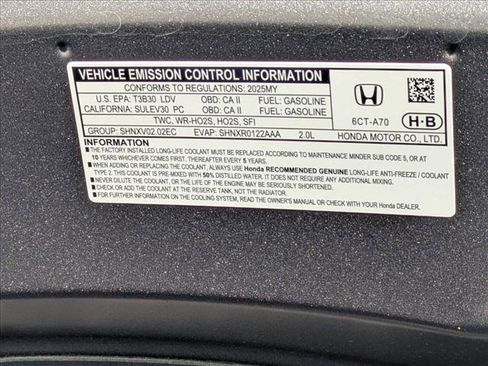 VEHICLE EMISSION CONTROL INFORMATION
CONFORMS TO REGULATIONS: 2025MY
U.S. EPA: T3B30 LDV OBD: CA II FUEL: GASOLINE
CALIFORNIA: SULEV30 PC OBD: CA II FUEL: GASOLINE
TWC, WR-HO2S, HO2S, SFI
GROUP: SHNXV02.02EC EVAP: SHNXR0122AAA 2.0L
6CT-A70 H·B
HONDA MOTOR CO., LTD.
INFORMATION
■ THE FACTORY INSTALLED LONG-LIFE COOLANT MUST BE REPLACED ACCORDING TO MAINTENANCE MINDER SUB CODE 5, OR AT
10 YEARS WHICHEVER COMES FIRST. THEREAFTER EVERY 5 YEARS.
■ WHEN ADDING OR REPLACING THE COOLANT, ALWAYS USE Honda RECOMMENDED GENUINE LONG-LIFE ANTI-FREEZE / COOLANT
TYPE 2, THIS COOLANT IS PRE-MIXED WITH 50% DISTILLED WATER, IT DOES NOT REQUIRE ANY ADDITIONAL MIXING.
■ NEVER DILUTE THE COOLANT, OR THE LIFE OF THE ENGINE MAY BE SERIOUSLY SHORTENED.
■ CHECK OR ADD COOLANT AT THE RESERVE TANK, NOT THE RADIATOR.
■ FOR FURTHER INFORMATION ON THE COOLING SYSTEM, READ THE OWNER'S MANUAL OR CHECK WITH YOUR Honda DEALER.